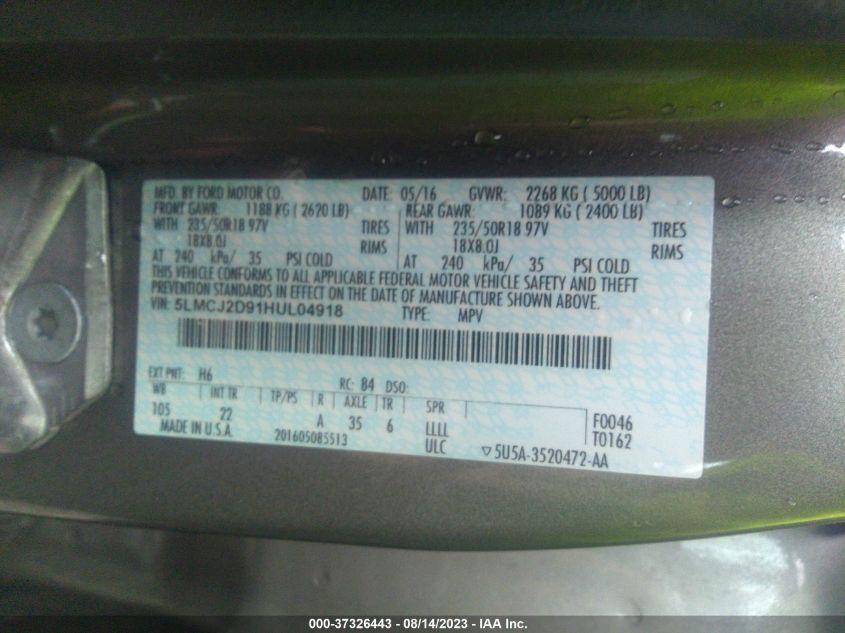 MFD. BY FORD MOTOR CO. DATE: 05/16 GVWR: 2268 KG ( 5000 LB)
FRONT GAWR: 1188 KG ( 2620 LB) REAR GAWR: 1089 KG ( 2400 LB)
WITH 235/50R18 97V TIRES WITH 235/50R18 97V TIRES
18X8.0J RIMS 18X8.0J RIMS
AT 240 kPa/ 35 PSI COLD AT 240 kPa/ 35 PSI COLD
THIS VEHICLE CONFORMS TO ALL APPLICABLE FEDERAL MOTOR VEHICLE SAFETY AND THEFT
PREVENTION STANDARDS IN EFFECT ON THE DATE OF MANUFACTURE SHOWN ABOVE.
VIN: 5LMCJ2D91HUL04918 TYPE: MPV
EXT PNT: H6 RC: 84 DSO:
WB INT TR TP/PS R AXLE TR SPR
105 22 A 35 6 LLLL F0046
MADE IN U.S.A. 201605085513 ULC T0162
▽5U5A-3520472-AA
000-37326443 — 08/14/2023 — IAA Inc.